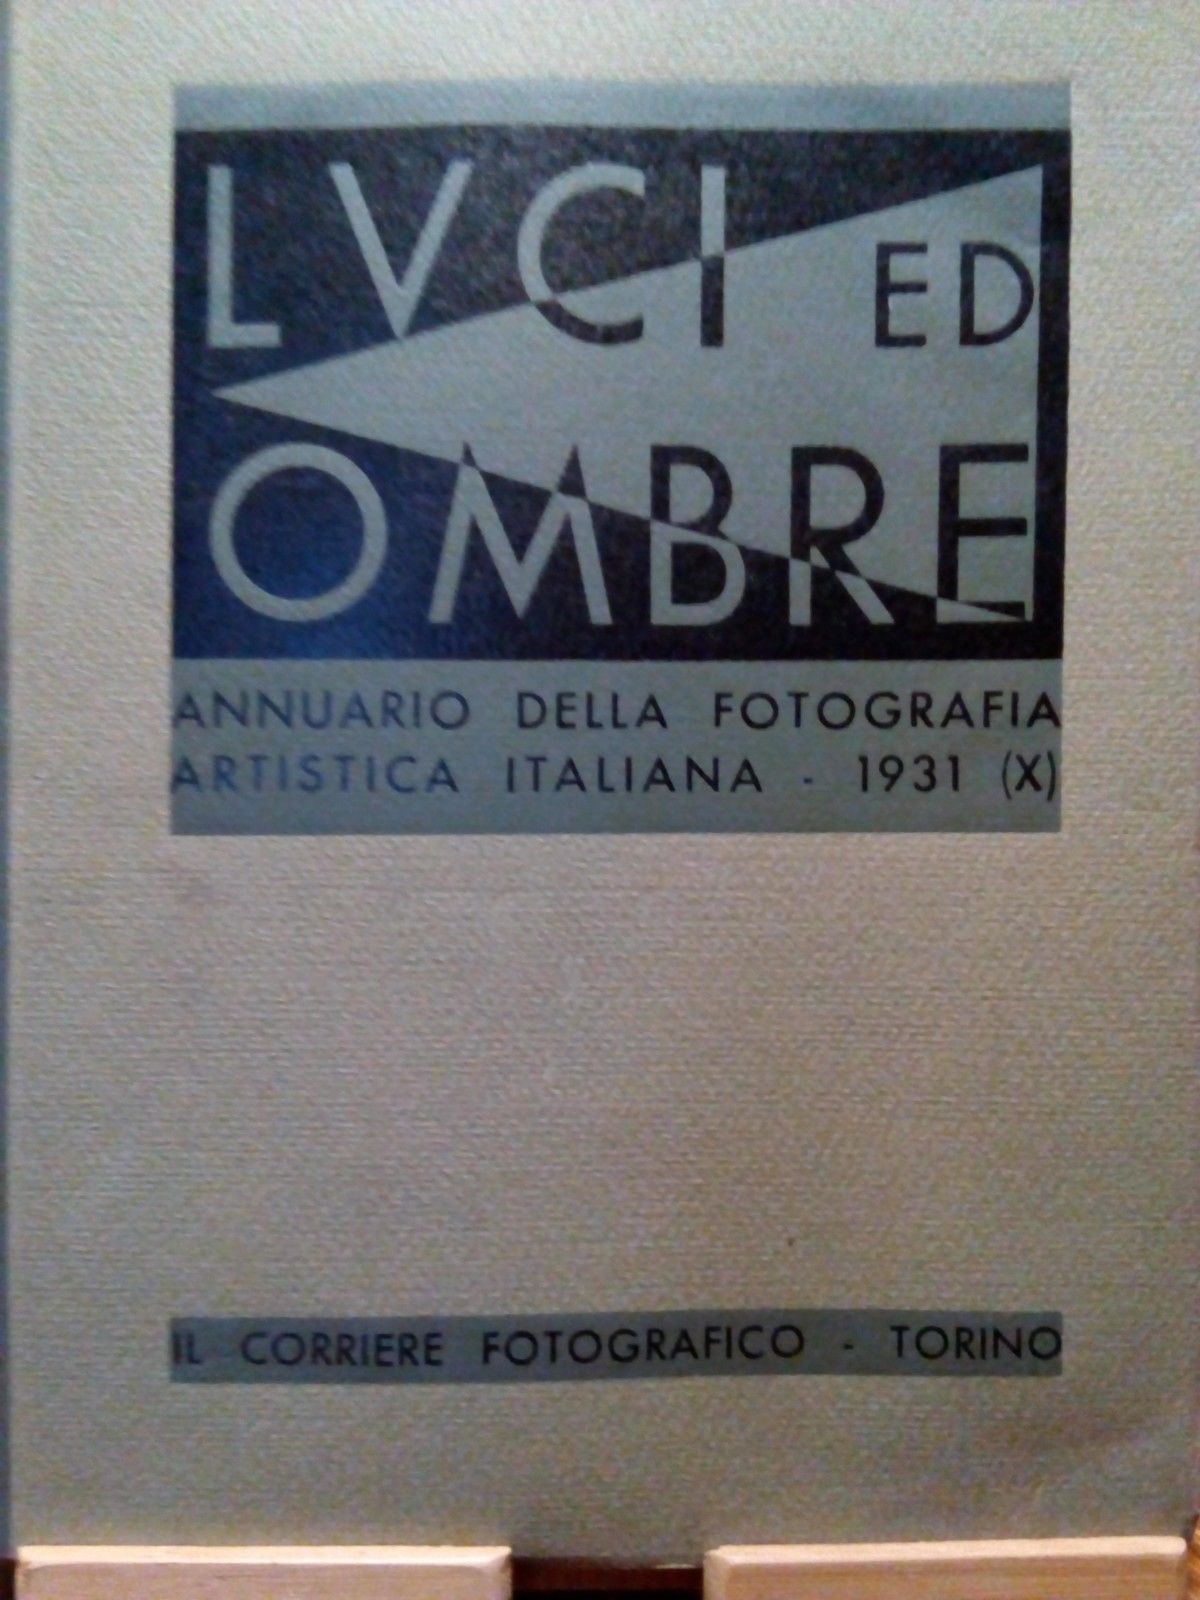 LVCI ED
OMBRE
ANNUARIO DELLA FOTOGRAFIA
ARTISTICA ITALIANA - 1931 (X)
IL CORRIERE FOTOGRAFICO - TORINO